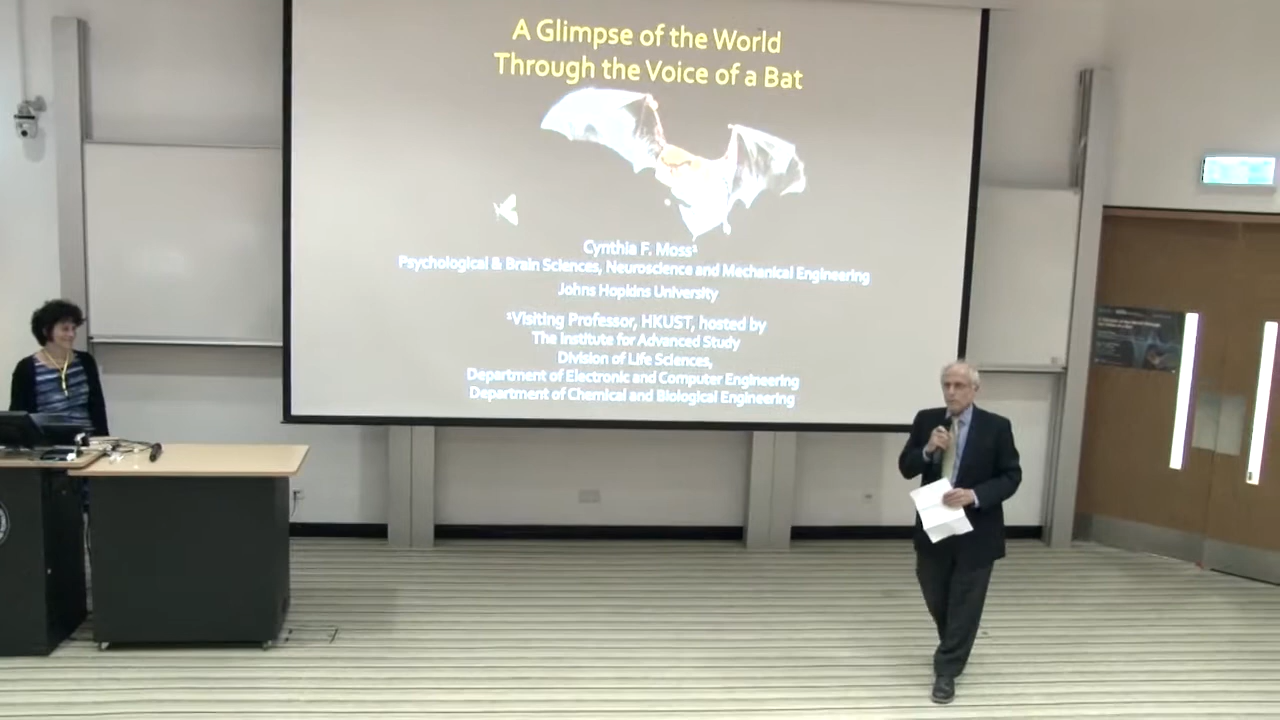 A Glimpse of the World
Through the Voice of a Bat
Cynthia F. Moss¹
Psychological & Brain Sciences, Neuroscience and Mechanical Engineering
Johns Hopkins University
¹Visiting Professor, HKUST, hosted by
The Institute for Advanced Study
Division of Life Sciences,
Department of Electronic and Computer Engineering
Department of Chemical and Biological Engineering